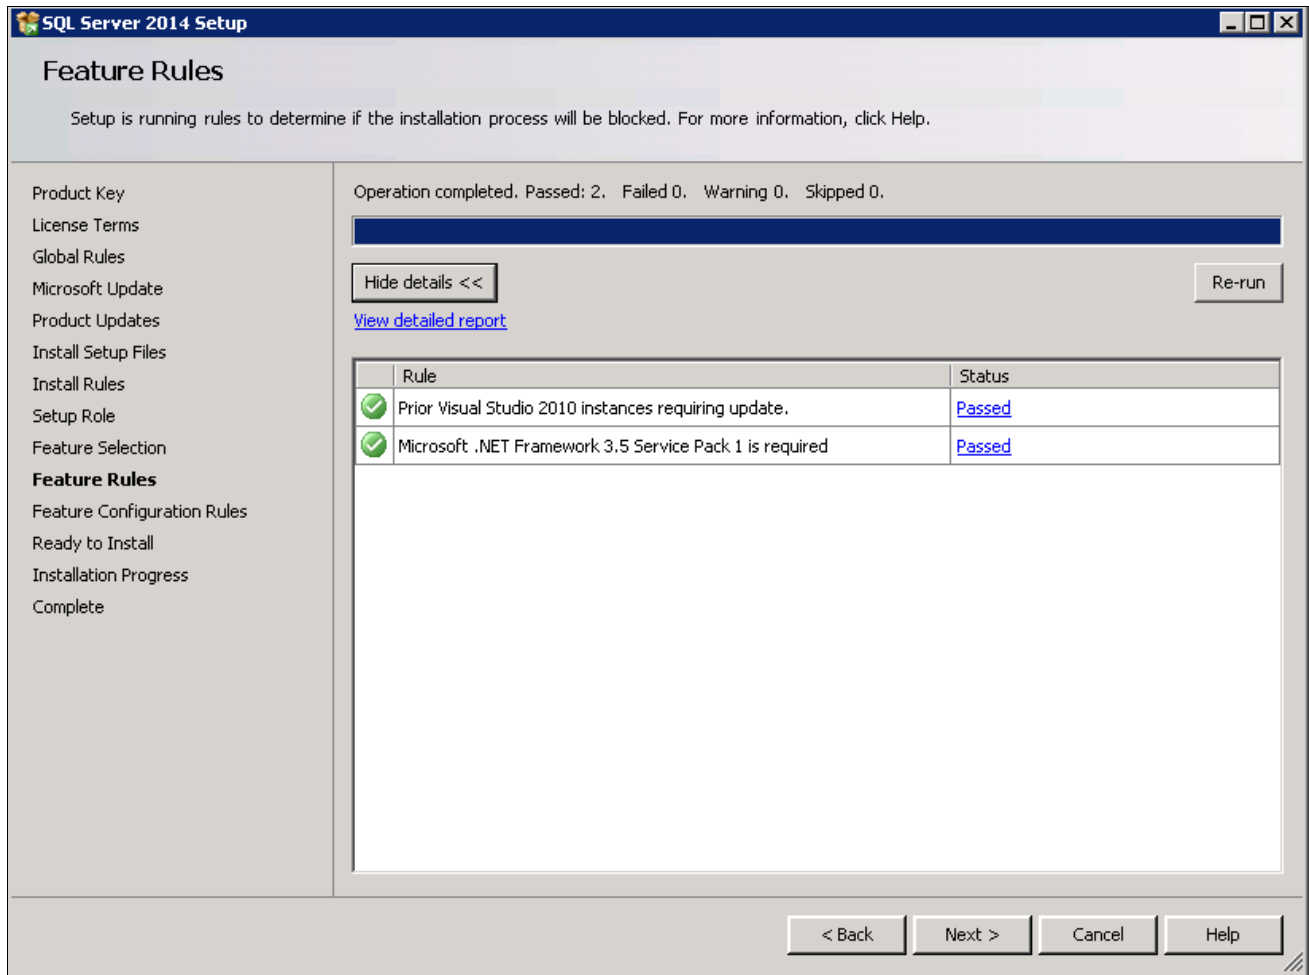 SQL Server 2014 Setup
Feature Rules
Setup is running rules to determine if the installation process will be blocked. For more information, click Help.
Product Key
License Terms
Global Rules
Microsoft Update
Product Updates
Install Setup Files
Install Rules
Setup Role
Feature Selection
Feature Rules
Feature Configuration Rules
Ready to Install
Installation Progress
Complete
Operation completed. Passed: 2. Failed 0. Warning 0. Skipped 0.
Hide details <<
Re-run
View detailed report
Rule Status
Prior Visual Studio 2010 instances requiring update. Passed
Microsoft .NET Framework 3.5 Service Pack 1 is required Passed
< Back Next > Cancel Help